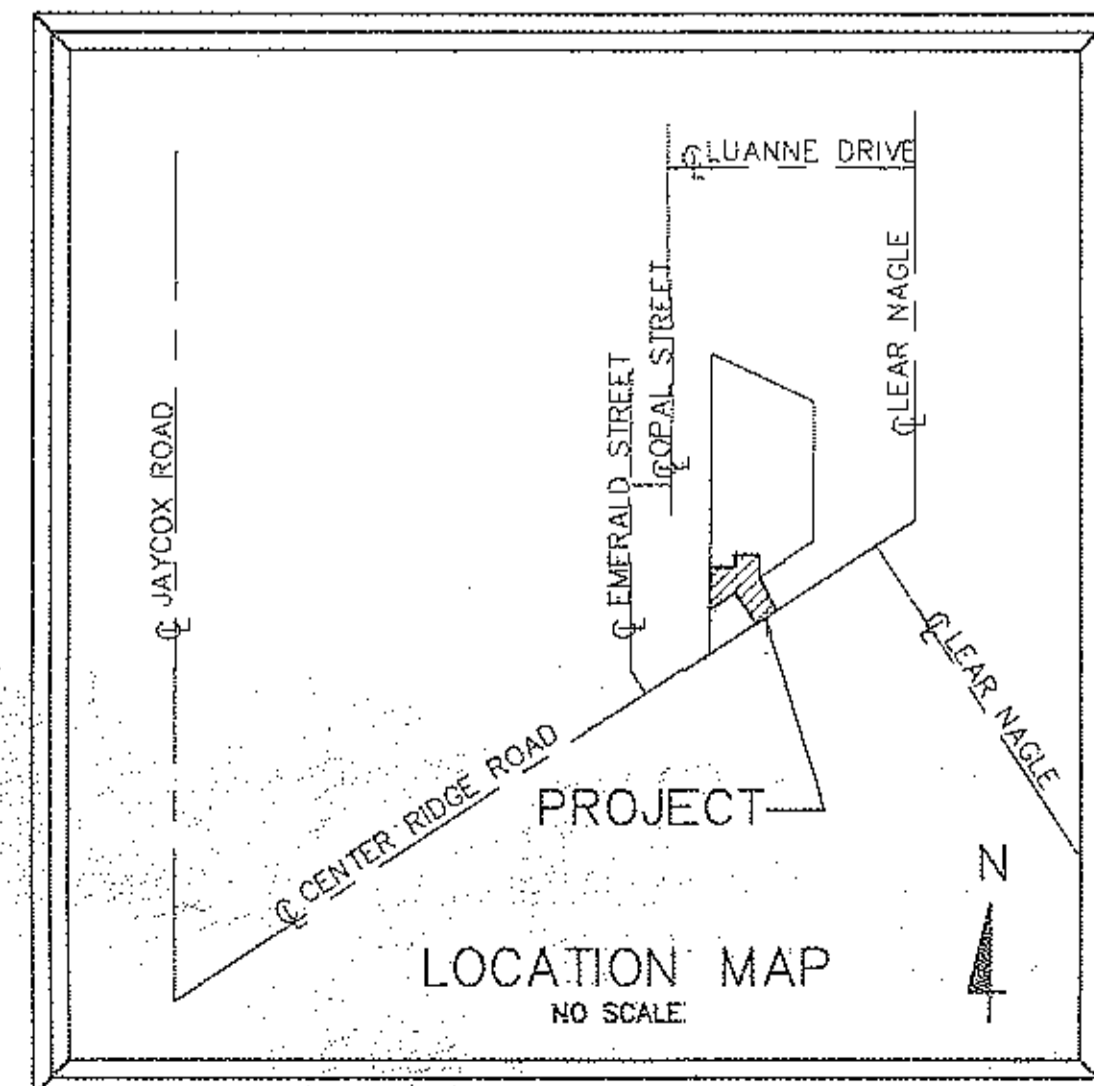 ℄ LUANNE DRIVE
℄ LEAR NAGLE
℄ OPAL STREET
℄ EMERALD STREET
℄ JAYCOX ROAD
℄ LEAR NAGLE
℄ CENTER RIDGE ROAD
PROJECT
N
LOCATION MAP
NO SCALE